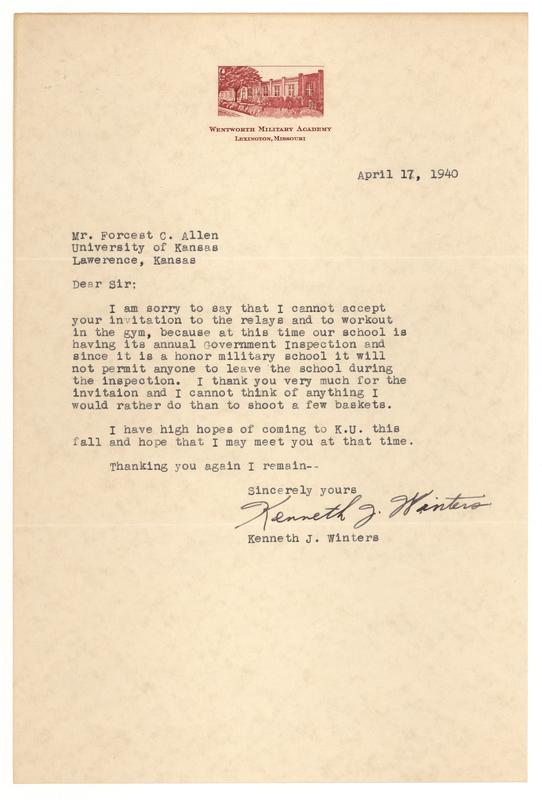 WENTWORTH MILITARY ACADEMY
LEXINGTON, MISSOURI
April 17, 1940
Mr. Forcest C. Allen
University of Kansas
Lawerence, Kansas
Dear Sir:
I am sorry to say that I cannot accept
your invitation to the relays and to workout
in the gym, because at this time our school is
having its annual Government Inspection and
since it is a honor military school it will
not permit anyone to leave the school during
the inspection. I thank you very much for the
invitaion and I cannot think of anything I
would rather do than to shoot a few baskets.
I have high hopes of coming to K.U. this
fall and hope that I may meet you at that time.
Thanking you again I remain--
Sincerely yours
Kenneth J. Winters
Kenneth J. Winters